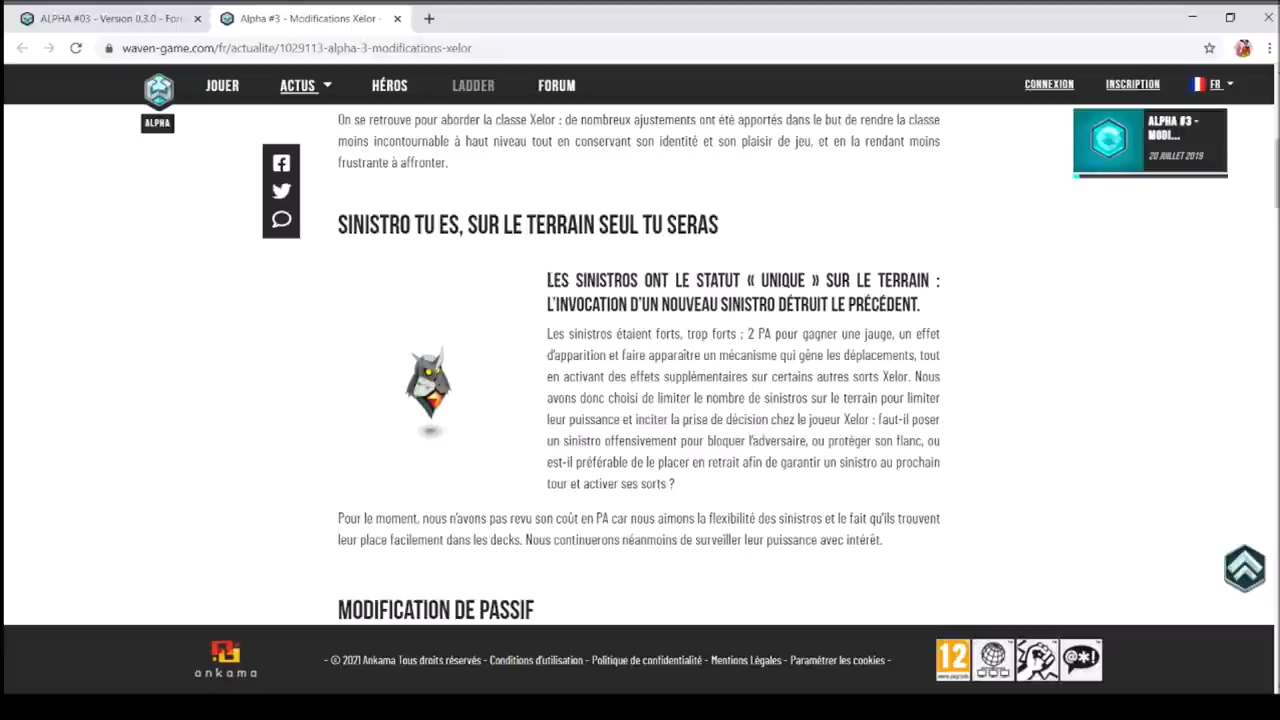 ALPHA #03 - Version 0.3.0 - For
Alpha #3 - Modifications Xelor -
waven-game.com/fr/actualite/1029113-alpha-3-modifications-xelor
JOUER
ACTUS
HÉROS
LADDER
FORUM
CONNEXION
INSCRIPTION
FR
ALPHA
ALPHA #3 -
MODI...
20 JUILLET 2019
On se retrouve pour aborder la classe Xelor : de nombreux ajustements ont été apportés dans le but de rendre la classe
moins incontournable à haut niveau tout en conservant son identité et son plaisir de jeu, et en la rendant moins
frustrante à affronter.
SINISTRO TU ES, SUR LE TERRAIN SEUL TU SERAS
LES SINISTROS ONT LE STATUT « UNIQUE » SUR LE TERRAIN :
L'INVOCATION D'UN NOUVEAU SINISTRO DÉTRUIT LE PRÉCÉDENT.
Les sinistros étaient forts, trop forts ; 2 PA pour gagner une jauge, un effet
d'apparition et faire apparaître un mécanisme qui gêne les déplacements, tout
en activant des effets supplémentaires sur certains autres sorts Xelor. Nous
avons donc choisi de limiter le nombre de sinistros sur le terrain pour limiter
leur puissance et inciter la prise de décision chez le joueur Xelor : faut-il poser
un sinistro offensivement pour bloquer l'adversaire, ou protéger son flanc, ou
est-il préférable de le placer en retrait afin de garantir un sinistro au prochain
tour et activer ses sorts ?
Pour le moment, nous n'avons pas revu son coût en PA car nous aimons la flexibilité des sinistros et le fait qu'ils trouvent
leur place facilement dans les decks. Nous continuerons néanmoins de surveiller leur puissance avec intérêt.
MODIFICATION DE PASSIF
ankama
- © 2021 Ankama Tous droits réservés - Conditions d'utilisation - Politique de confidentialité - Mentions Légales - Paramétrer les cookies -
12
@*!